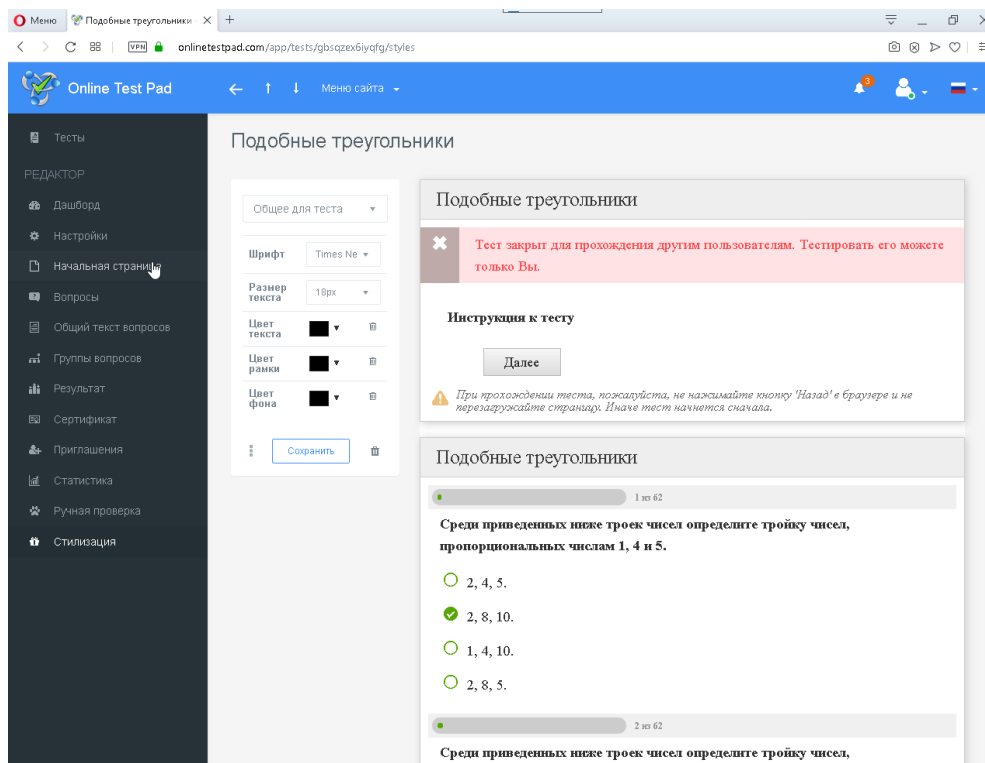 Меню
Подобные треугольники
onlinetestpad.com/app/tests/gbsqzex6iyqfg/styles
VPN
Online Test Pad
Меню сайта
3
Тесты
РЕДАКТОР
Дашборд
Настройки
Начальная страница
Вопросы
Общий текст вопросов
Группы вопросов
Результат
Сертификат
Приглашения
Статистика
Ручная проверка
Стилизация
Подобные треугольники
Общее для теста
Шрифт
Times Ne
Размер
текста
18px
Цвет
текста
Цвет
рамки
Цвет
фона
Сохранить
Подобные треугольники
Тест закрыт для прохождения другим пользователям. Тестировать его можете
только Вы.
Инструкция к тесту
Далее
При прохождении теста, пожалуйста, не нажимайте кнопку 'Назад' в браузере и не
перезагружайте страницу. Иначе тест начнется сначала.
Подобные треугольники
1 из 62
Среди приведенных ниже троек чисел определите тройку чисел,
пропорциональных числам 1, 4 и 5.
2, 4, 5.
2, 8, 10.
1, 4, 10.
2, 8, 5.
2 из 62
Среди приведенных ниже троек чисел определите тройку чисел,